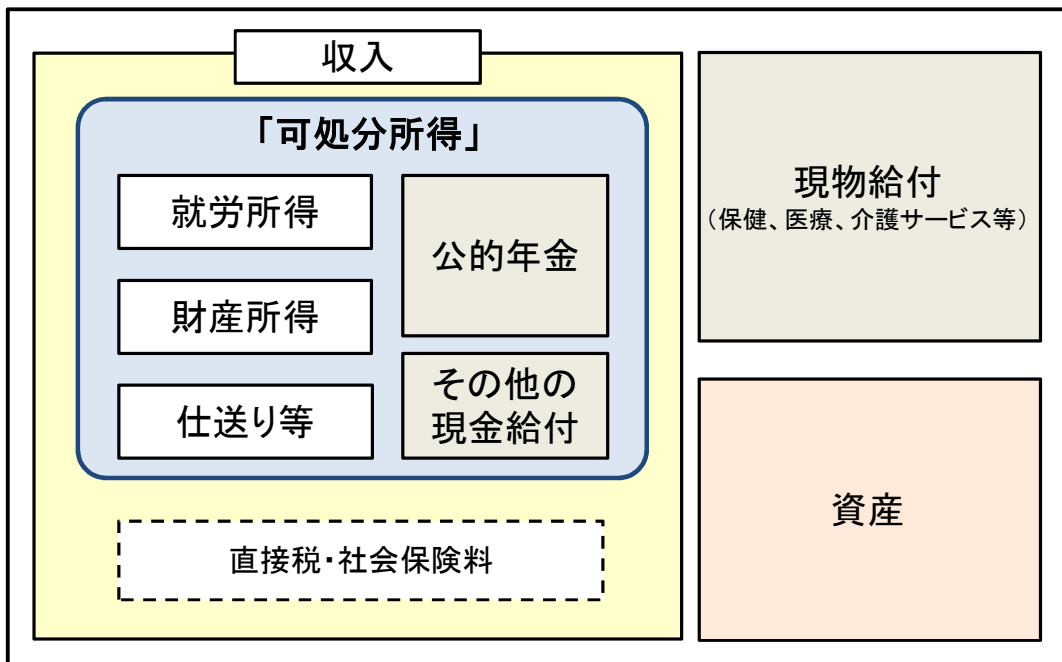 収入
「可処分所得」
就労所得
財産所得
仕送り等
公的年金
その他の
現金給付
直接税・社会保険料
現物給付
（保健、医療、介護サービス等）
資産